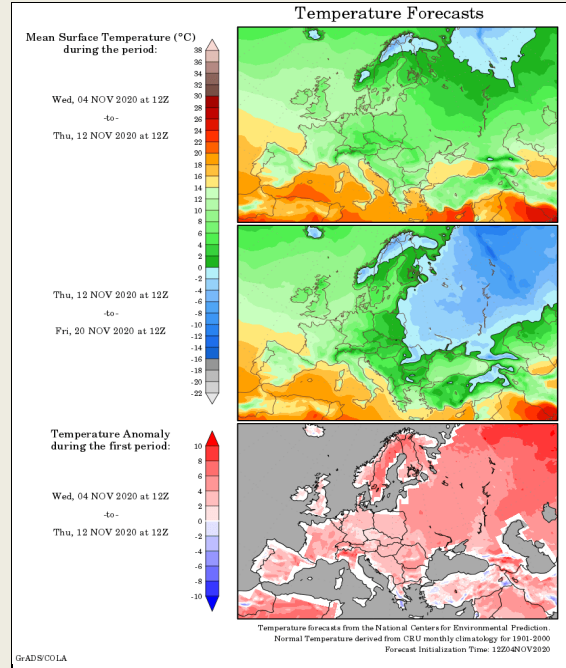 Temperature Forecasts
Mean Surface Temperature (°C)
during the period:
Wed, 04 NOV 2020 at 12Z
-to-
Thu, 12 NOV 2020 at 12Z
38
36
34
32
30
28
26
24
22
20
18
16
14
12
10
8
6
4
2
0
-2
-4
-6
-8
-10
-12
-14
-16
-18
-20
-22
Thu, 12 NOV 2020 at 12Z
-to-
Fri, 20 NOV 2020 at 12Z
Temperature Anomaly
during the first period:
Wed, 04 NOV 2020 at 12Z
-to-
Thu, 12 NOV 2020 at 12Z
10
8
6
4
2
0
-2
-4
-6
-8
-10
Temperature forecasts from the National Centers for Environmental Prediction.
Normal Temperature derived from CRU monthly climatology for 1901-2000
Forecast Initialization Time: 12Z04NOV2020
GrADS/COLA